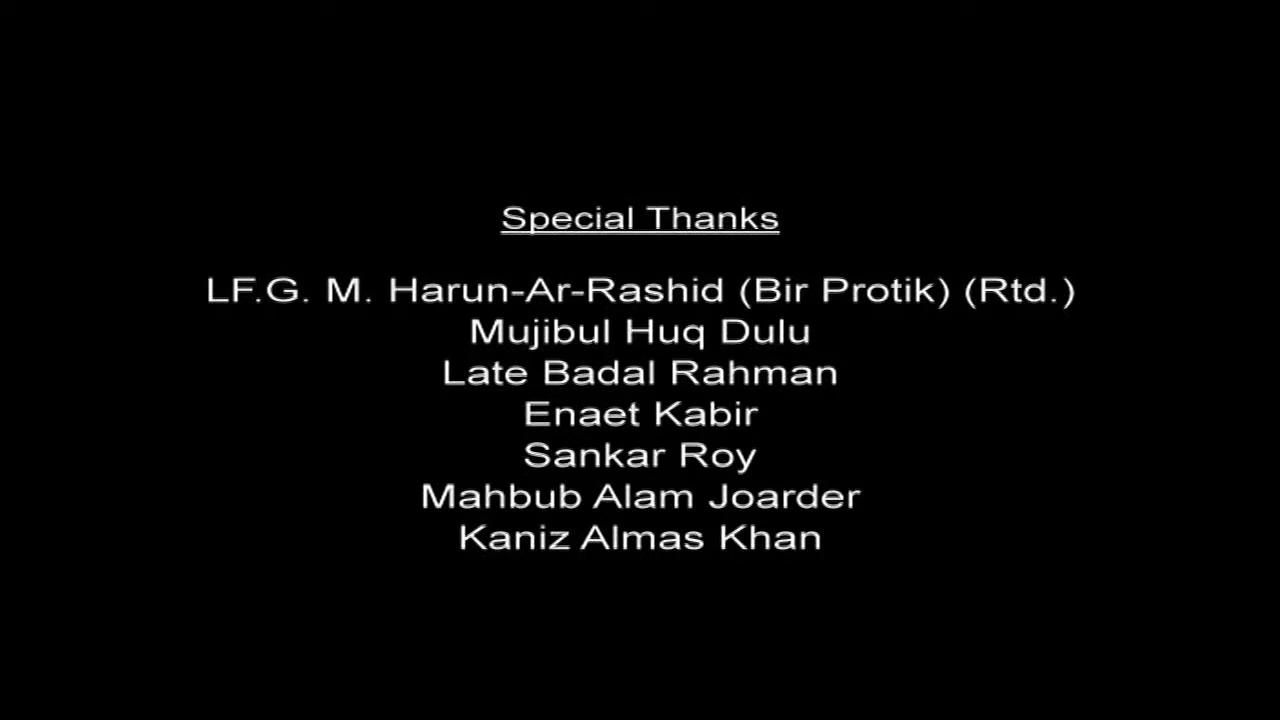 Special Thanks
LF.G. M. Harun-Ar-Rashid (Bir Protik) (Rtd.)
Mujibul Huq Dulu
Late Badal Rahman
Enaet Kabir
Sankar Roy
Mahbub Alam Joarder
Kaniz Almas Khan